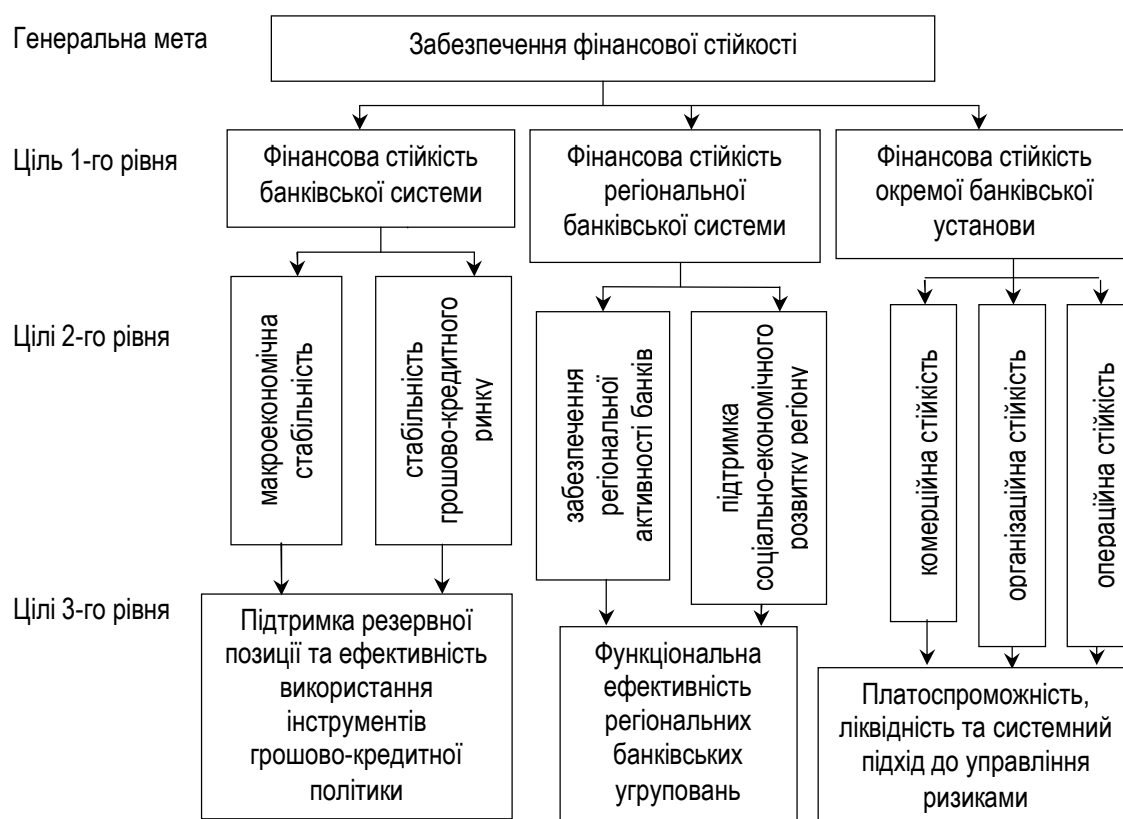 Генеральна мета
Забезпечення фінансової стійкості
Ціль 1-го рівня
Фінансова стійкість
банківської системи
Фінансова стійкість
регіональної
банківської системи
Фінансова стійкість
окремої банківської
установи
Цілі 2-го рівня
макроекономічна
стабільність
стабільність
грошово-кредитного
ринку
забезпечення
регіональної
активності банків
підтримка
соціально-економічного
розвитку регіону
комерційна стійкість
організаційна стійкість
операційна стійкість
Цілі 3-го рівня
Підтримка резервної
позиції та ефективність
використання
інструментів
грошово-кредитної
політики
Функціональна
ефективність
регіональних
банківських
угруповань
Платоспроможність,
ліквідність та системний
підхід до управління
ризиками